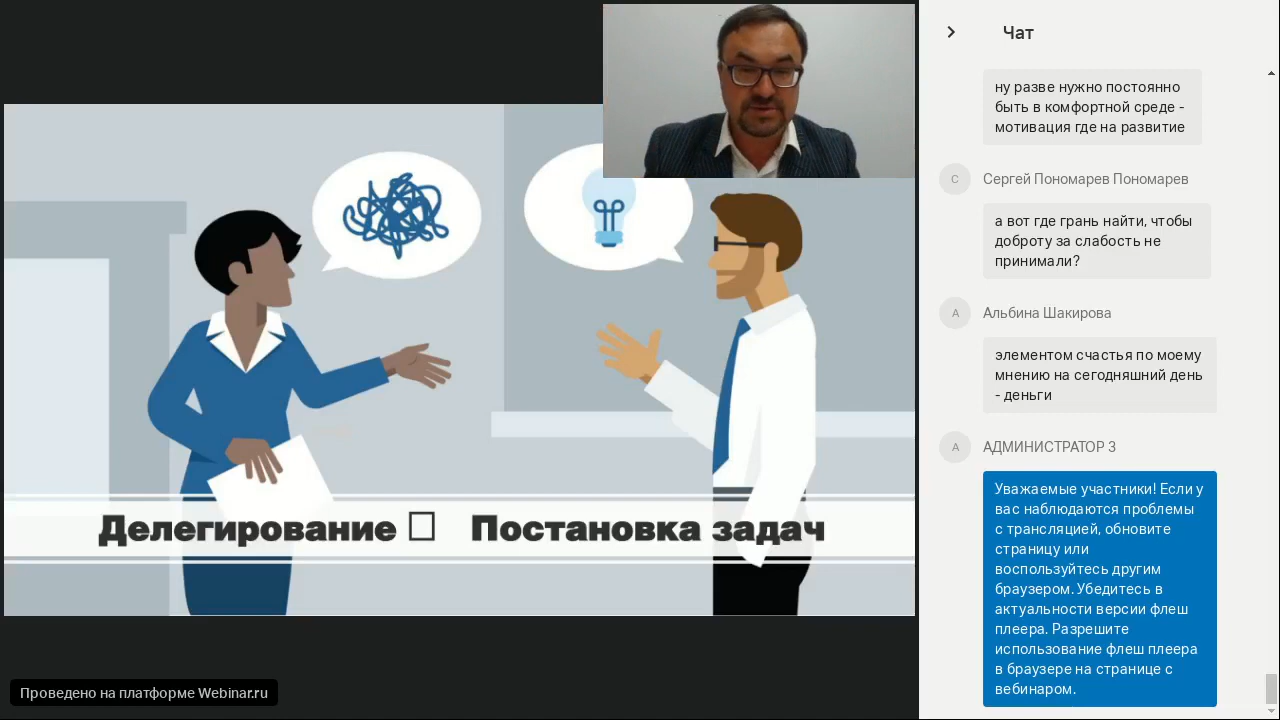 Делегирование Постановка задач
Проведено на платформе Webinar.ru
Чат
ну разве нужно постоянно
быть в комфортной среде -
мотивация где на развитие
С
Сергей Пономарев Пономарев
а вот где грань найти, чтобы
доброту за слабость не
принимали?
А
Альбина Шакирова
элементом счастья по моему
мнению на сегодняшний день
- деньги
А
АДМИНИСТРАТОР 3
Уважаемые участники! Если у
вас наблюдаются проблемы
с трансляцией, обновите
страницу или
воспользуйтесь другим
браузером. Убедитесь в
актуальности версии флеш
плеера. Разрешите
использование флеш плеера
в браузере на странице с
вебинаром.